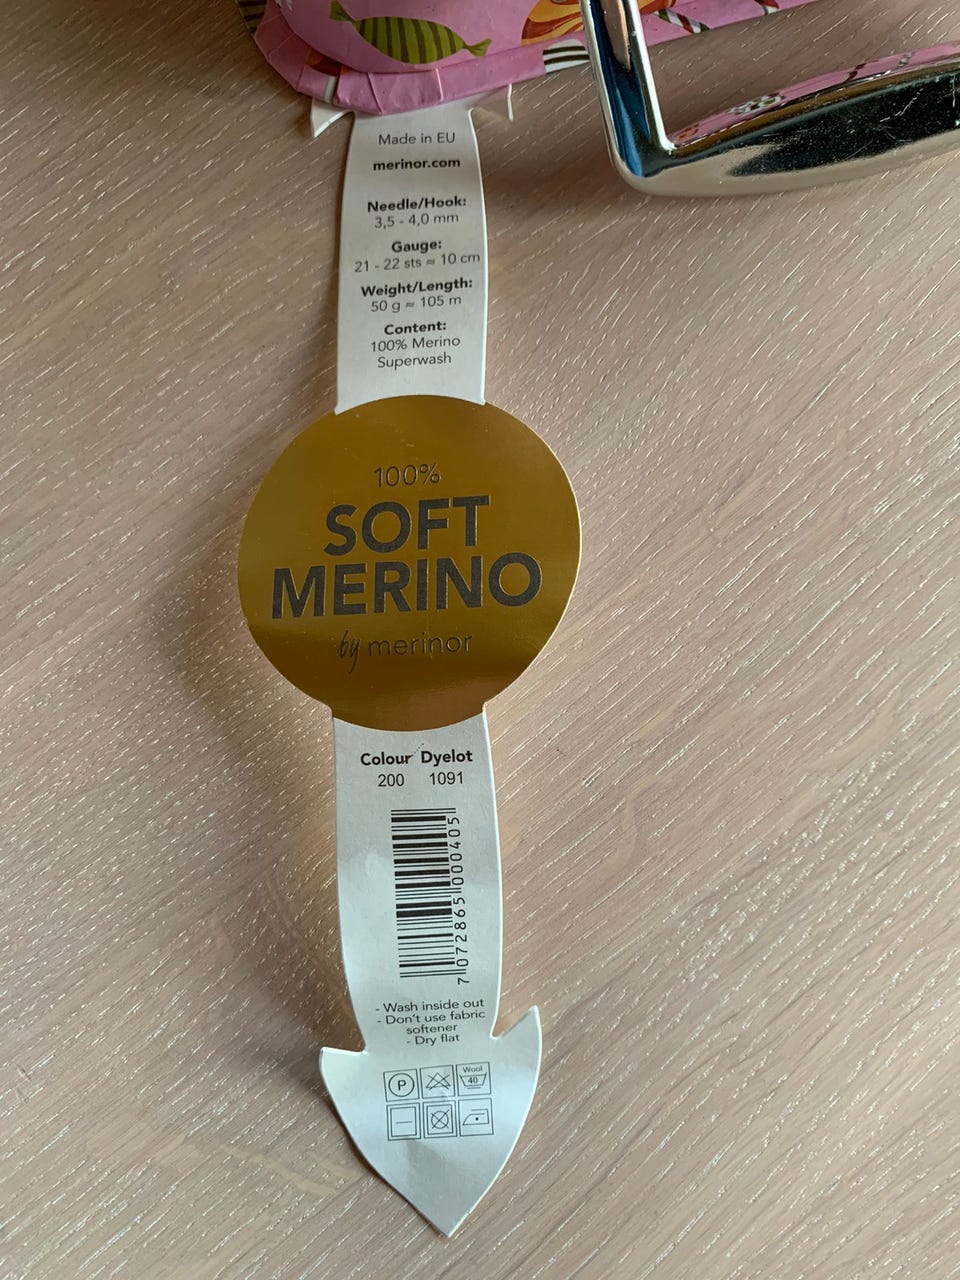 Made in EU
merinor.com
Needle/Hook:
3,5 - 4,0 mm
Gauge:
21 - 22 sts ≈ 10 cm
Weight/Length:
50 g ≈ 105 m
Content:
100% Merino
Superwash
100%
SOFT
MERINO
by merinor
Colour Dyelot
200 1091
7 072865 000405
- Wash inside out
- Don't use fabric
softener
- Dry flat
P
Wool
40